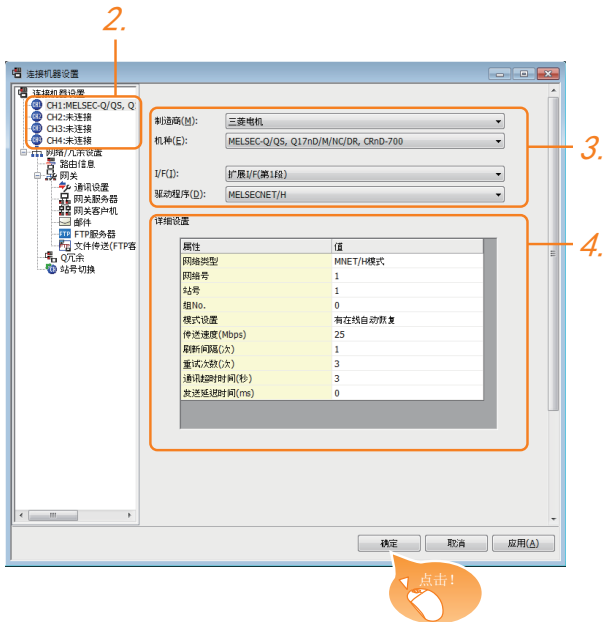 2.
连接机器设置
连接机器设置
CH1:MELSEC-Q/QS, Q
CH2:未连接
CH3:未连接
CH4:未连接
网络/冗余设置
路由信息
网关
通讯设置
网关服务器
网关客户机
邮件
FTP服务器
文件传送(FTP客
Q冗余
站号切换
制造商(M):
三菱电机
机种(E):
MELSEC-Q/QS, Q17nD/M/NC/DR, CRnD-700
I/F(I):
扩展I/F(第1段)
驱动程序(D):
MELSECNET/H
3.
详细设置
4.
属性 值
网络类型 MNET/H模式
网络号 1
站号 1
组No. 0
模式设置 有在线自动恢复
传送速度(Mbps) 25
刷新间隔(次) 1
重试次数(次) 3
通讯超时时间(秒) 3
发送延迟时间(ms) 0
确定 取消 应用(A)
点击!